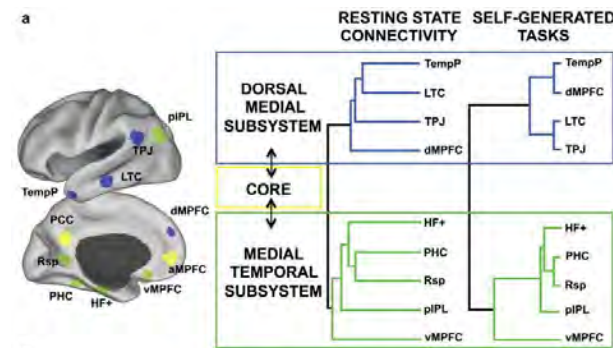 a
RESTING STATE
CONNECTIVITY
SELF-GENERATED
TASKS
pIPL
TPJ
LTC
TempP
dMPFC
PCC
aMPFC
Rsp
vMPFC
PHC
HF+
DORSAL
MEDIAL
SUBSYSTEM
CORE
MEDIAL
TEMPORAL
SUBSYSTEM
TempP
LTC
TPJ
dMPFC
HF+
PHC
Rsp
pIPL
vMPFC
TempP
dMPFC
LTC
TPJ
HF+
PHC
Rsp
pIPL
vMPFC